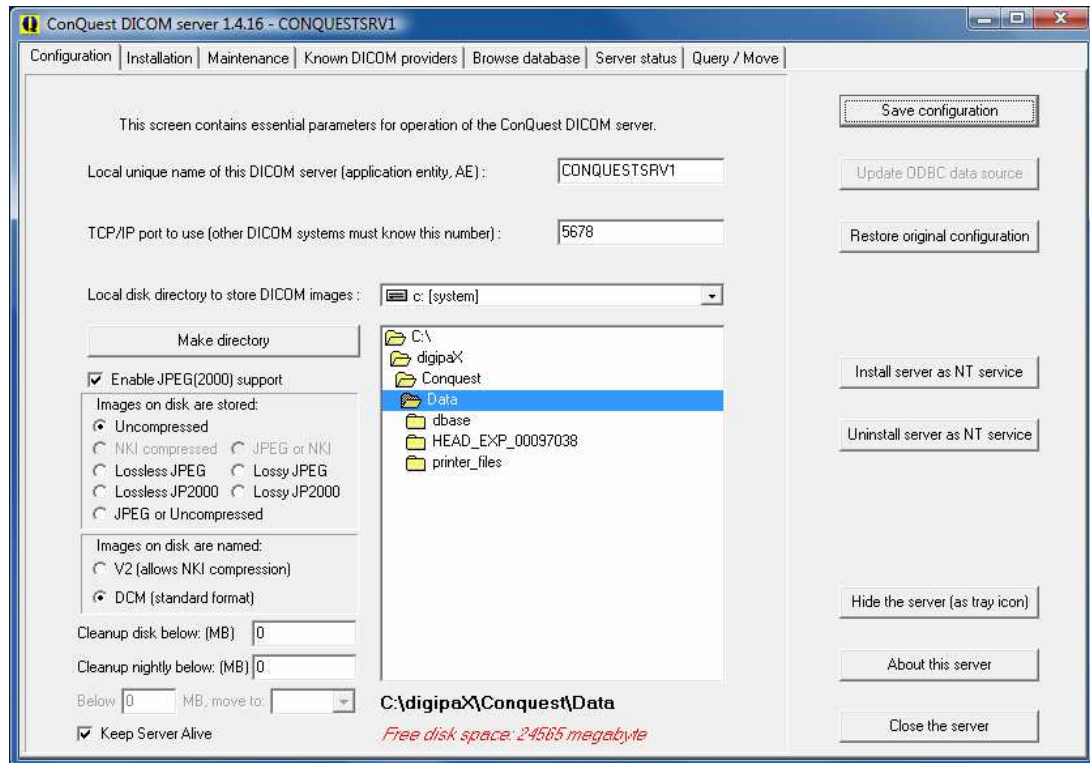 ConQuest DICOM server 1.4.16 - CONQUESTSRV1
Configuration Installation Maintenance Known DICOM providers Browse database Server status Query / Move
This screen contains essential parameters for operation of the ConQuest DICOM server.
Local unique name of this DICOM server (application entity, AE) : CONQUESTSRV1
TCP/IP port to use (other DICOM systems must know this number) : 5678
Local disk directory to store DICOM images : c: [system]
Make directory
Enable JPEG(2000) support
Images on disk are stored:
Uncompressed
NKI compressed JPEG or NKI
Lossless JPEG Lossy JPEG
Lossless JP2000 Lossy JP2000
JPEG or Uncompressed
Images on disk are named:
V2 (allows NKI compression)
DCM (standard format)
Cleanup disk below: (MB) 0
Cleanup nightly below: (MB) 0
Below 0 MB, move to:
Keep Server Alive
C:\
digipaX
Conquest
Data
dbase
HEAD_EXP_00097038
printer_files
C:\digipaX\Conquest\Data
Free disk space: 24565 megabyte
Save configuration
Update ODBC data source
Restore original configuration
Install server as NT service
Uninstall server as NT service
Hide the server (as tray icon)
About this server
Close the server